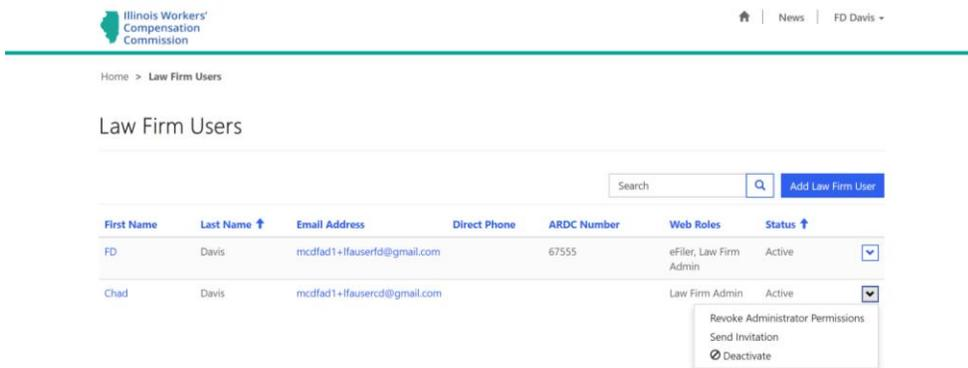 Illinois Workers'
Compensation
Commission
News
FD Davis
Home > Law Firm Users
Law Firm Users
Search
Add Law Firm User
First Name Last Name Email Address Direct Phone ARDC Number Web Roles Status
FD Davis mcdfad1+lfauserfd@gmail.com 67555 eFiler, Law Firm Active
Admin
Chad Davis mcdfad1+lfausercd@gmail.com Law Firm Admin Active
Revoke Administrator Permissions
Send Invitation
Deactivate